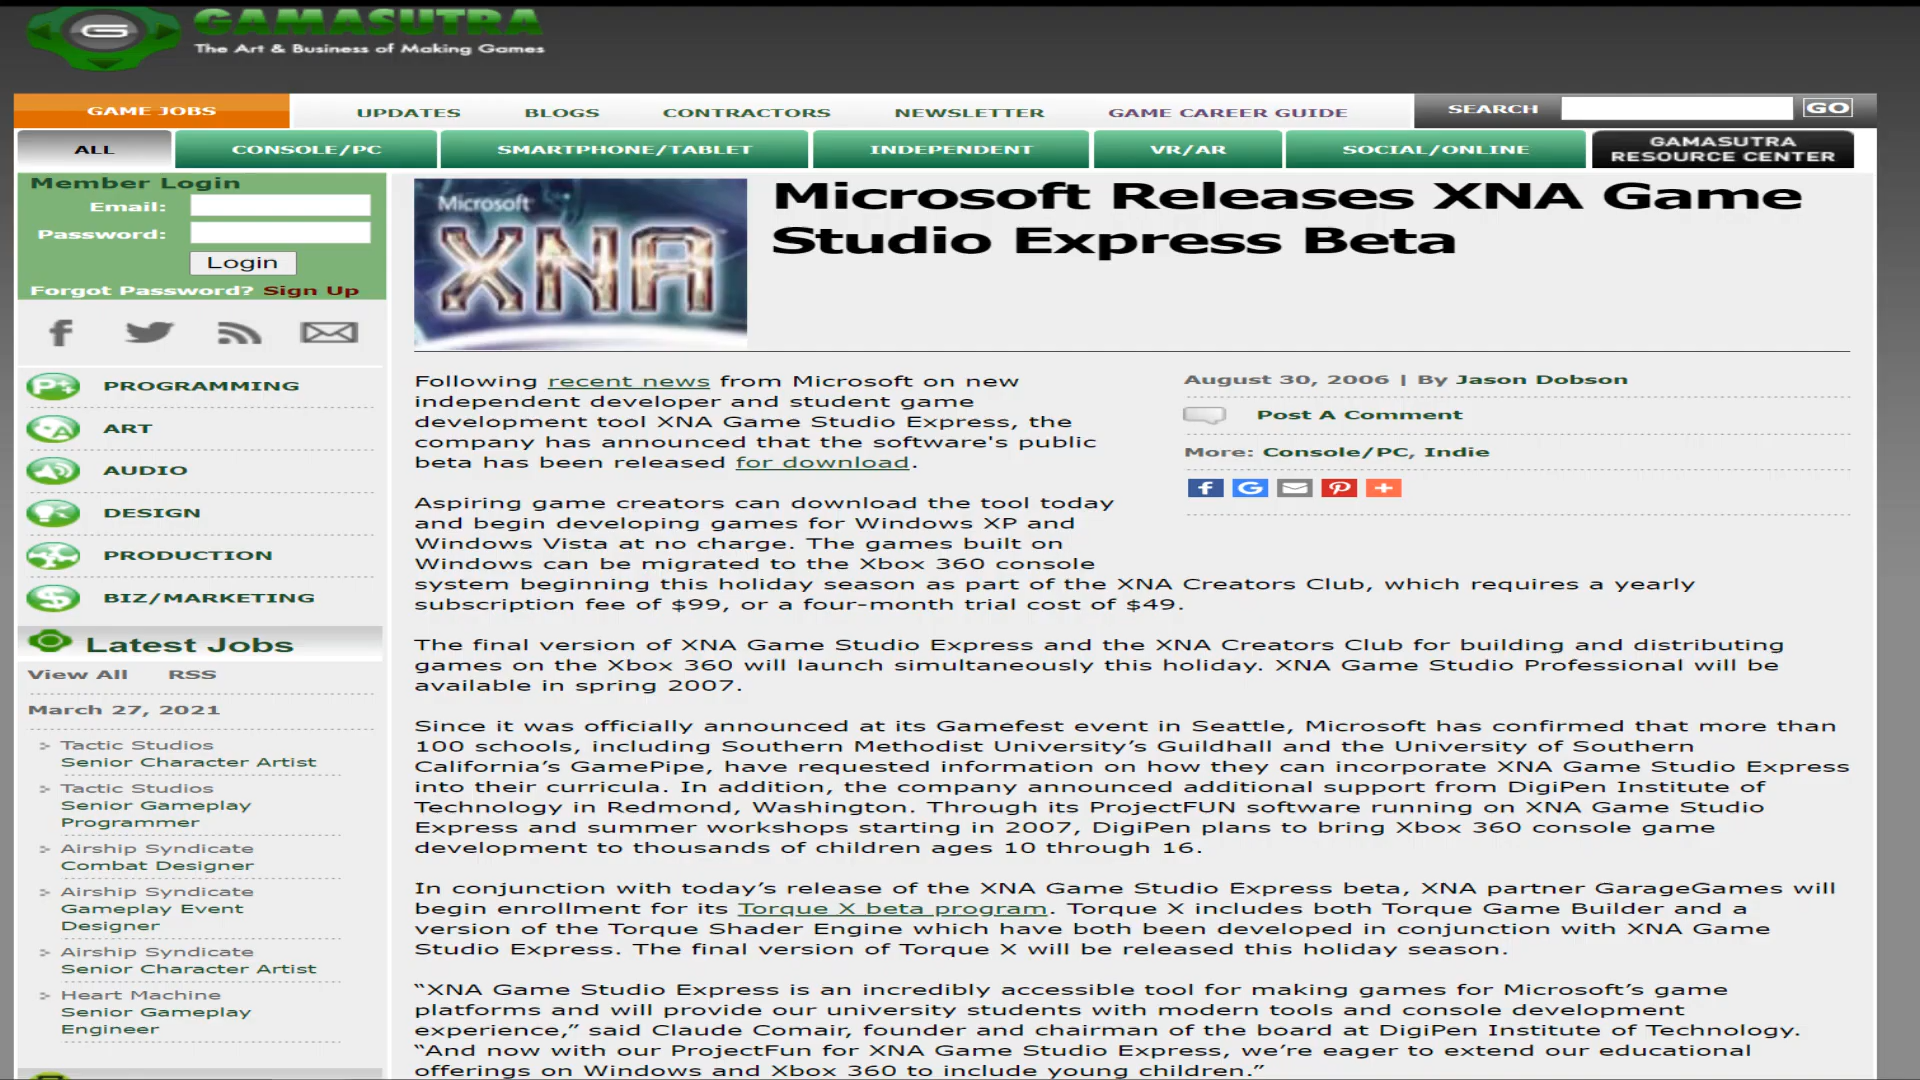 GAMASUTRA
The Art & Business of Making Games
GAME JOBS
UPDATES
BLOGS
CONTRACTORS
NEWSLETTER
GAME CAREER GUIDE
SEARCH
GO
ALL
CONSOLE/PC
SMARTPHONE/TABLET
INDEPENDENT
VR/AR
SOCIAL/ONLINE
GAMASUTRA
RESOURCE CENTER
Member Login
Email:
Password:
Login
Forgot Password? Sign Up
PROGRAMMING
ART
AUDIO
DESIGN
PRODUCTION
BIZ/MARKETING
Latest Jobs
View All RSS
March 27, 2021
Tactic Studios
Senior Character Artist
Tactic Studios
Senior Gameplay
Programmer
Airship Syndicate
Combat Designer
Airship Syndicate
Gameplay Event
Designer
Airship Syndicate
Senior Character Artist
Heart Machine
Senior Gameplay
Engineer
Microsoft
XNA
Microsoft Releases XNA Game
Studio Express Beta
August 30, 2006 | By Jason Dobson
Post A Comment
More: Console/PC, Indie
Following recent news from Microsoft on new
independent developer and student game
development tool XNA Game Studio Express, the
company has announced that the software's public
beta has been released for download.
Aspiring game creators can download the tool today
and begin developing games for Windows XP and
Windows Vista at no charge. The games built on
Windows can be migrated to the Xbox 360 console
system beginning this holiday season as part of the XNA Creators Club, which requires a yearly
subscription fee of $99, or a four-month trial cost of $49.
The final version of XNA Game Studio Express and the XNA Creators Club for building and distributing
games on the Xbox 360 will launch simultaneously this holiday. XNA Game Studio Professional will be
available in spring 2007.
Since it was officially announced at its Gamefest event in Seattle, Microsoft has confirmed that more than
100 schools, including Southern Methodist University’s Guildhall and the University of Southern
California’s GamePipe, have requested information on how they can incorporate XNA Game Studio Express
into their curricula. In addition, the company announced additional support from DigiPen Institute of
Technology in Redmond, Washington. Through its ProjectFUN software running on XNA Game Studio
Express and summer workshops starting in 2007, DigiPen plans to bring Xbox 360 console game
development to thousands of children ages 10 through 16.
In conjunction with today’s release of the XNA Game Studio Express beta, XNA partner GarageGames will
begin enrollment for its Torque X beta program. Torque X includes both Torque Game Builder and a
version of the Torque Shader Engine which have both been developed in conjunction with XNA Game
Studio Express. The final version of Torque X will be released this holiday season.
“XNA Game Studio Express is an incredibly accessible tool for making games for Microsoft’s game
platforms and will provide our university students with modern tools and console development
experience,” said Claude Comair, founder and chairman of the board at DigiPen Institute of Technology.
“And now with our ProjectFun for XNA Game Studio Express, we’re eager to extend our educational
offerings on Windows and Xbox 360 to include young children.”